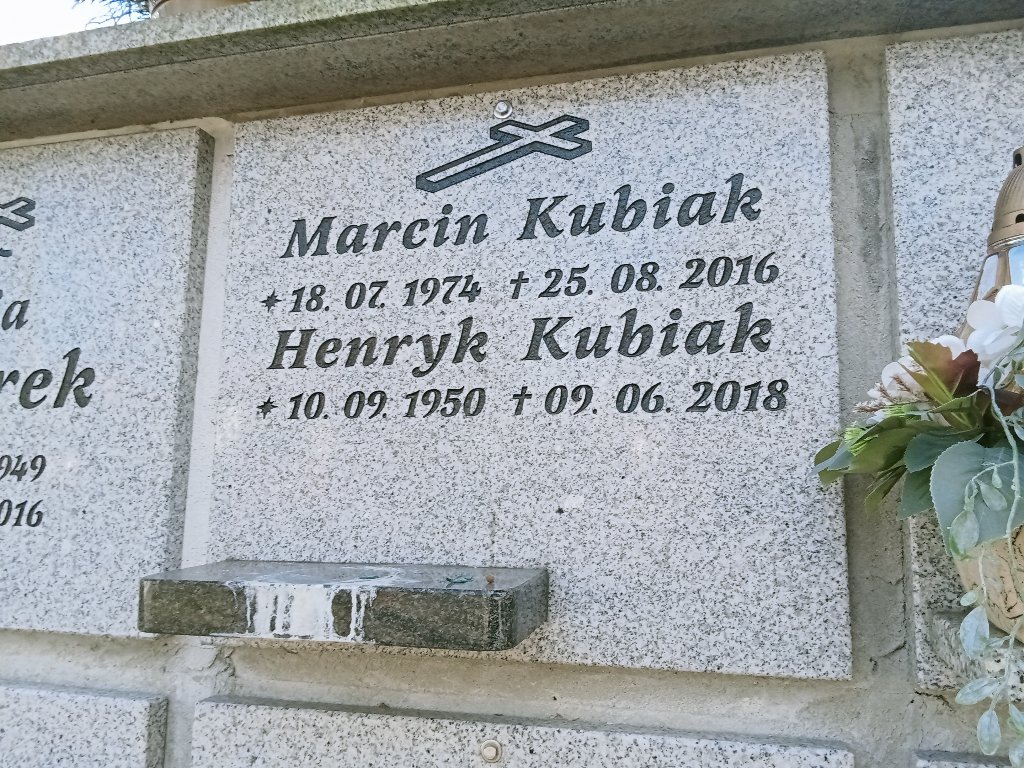 Marcin Kubiak
✶ 18. 07. 1974 † 25. 08. 2016
Henryk Kubiak
✶ 10. 09. 1950 † 09. 06. 2018